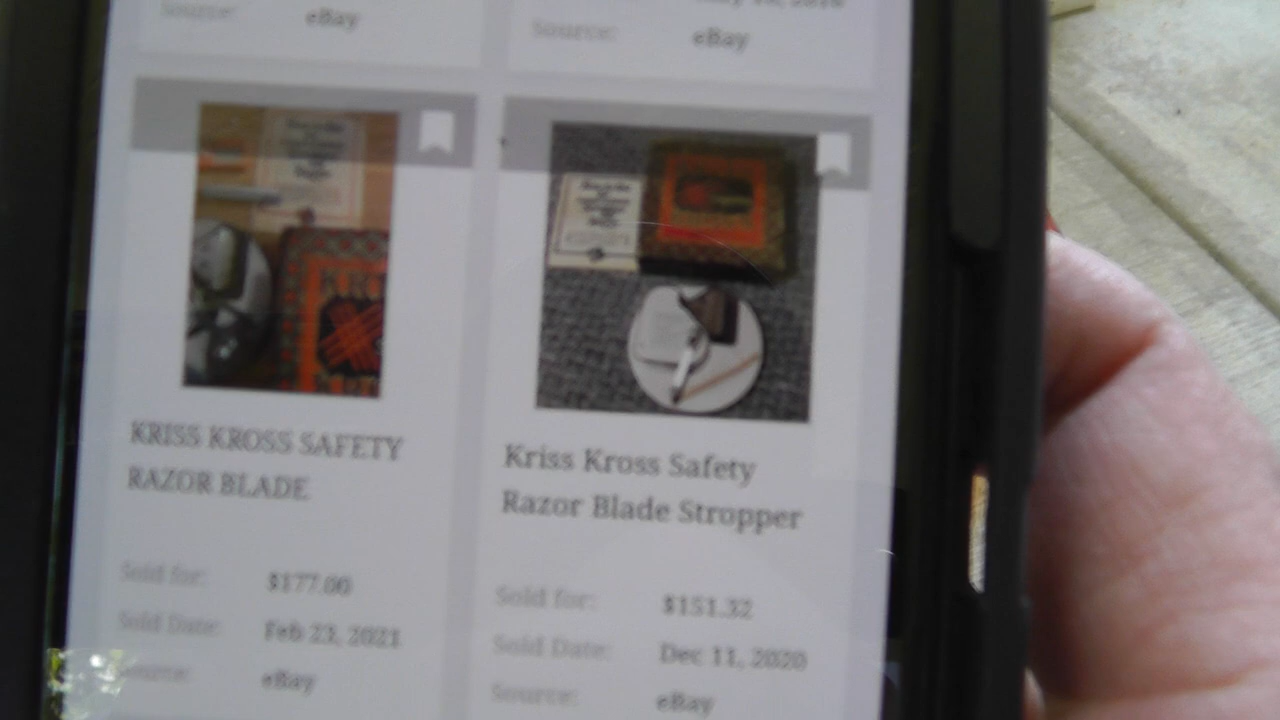 Source: eBay
Source: eBay
KRISS KROSS SAFETY
RAZOR BLADE
Sold for: $177.00
Sold Date: Feb 23, 2021
Source: eBay
Kriss Kross Safety
Razor Blade Stropper
Sold for: $151.32
Sold Date: Dec 11, 2020
Source: eBay